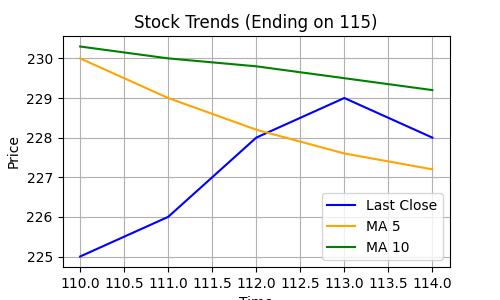 Stock Trends (Ending on 115)
Price
230
229
228
227
226
225
Last Close
MA 5
MA 10
110.0 110.5 111.0 111.5 112.0 112.5 113.0 113.5 114.0
Time